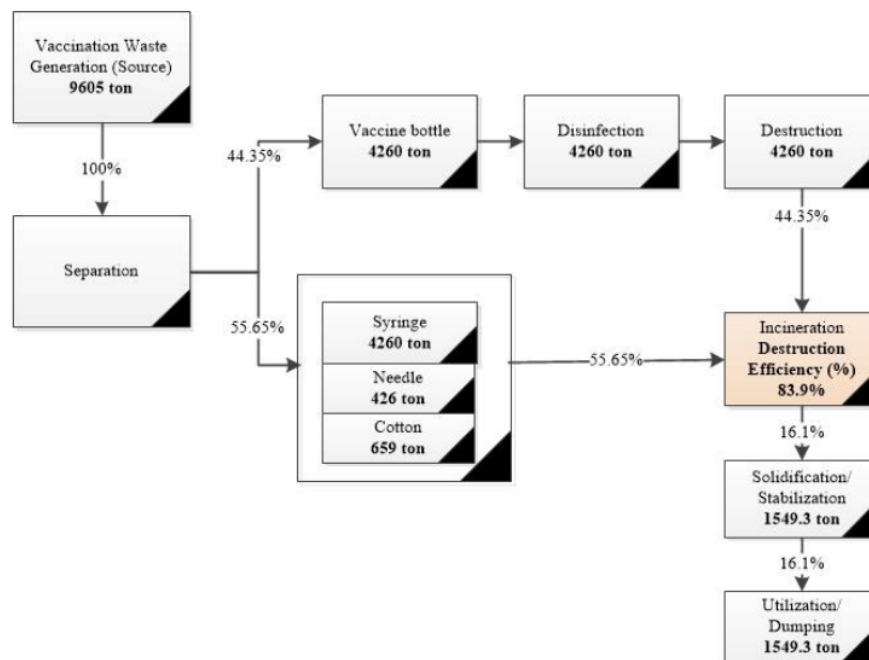 Vaccination Waste
Generation (Source)
9605 ton
100%
Separation
44.35%
55.65%
Vaccine bottle
4260 ton
Disinfection
4260 ton
Destruction
4260 ton
44.35%
Syringe
4260 ton
Needle
426 ton
Cotton
659 ton
55.65%
Incineration
Destruction
Efficiency (%)
83.9%
16.1%
Solidification/
Stabilization
1549.3 ton
16.1%
Utilization/
Dumping
1549.3 ton